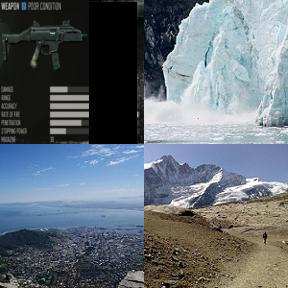 WEAPON POOR CONDITION
DAMAGE
RANGE
ACCURACY
RATE OF FIRE
PENETRATION
STOPPING POWER
MAGAZINE